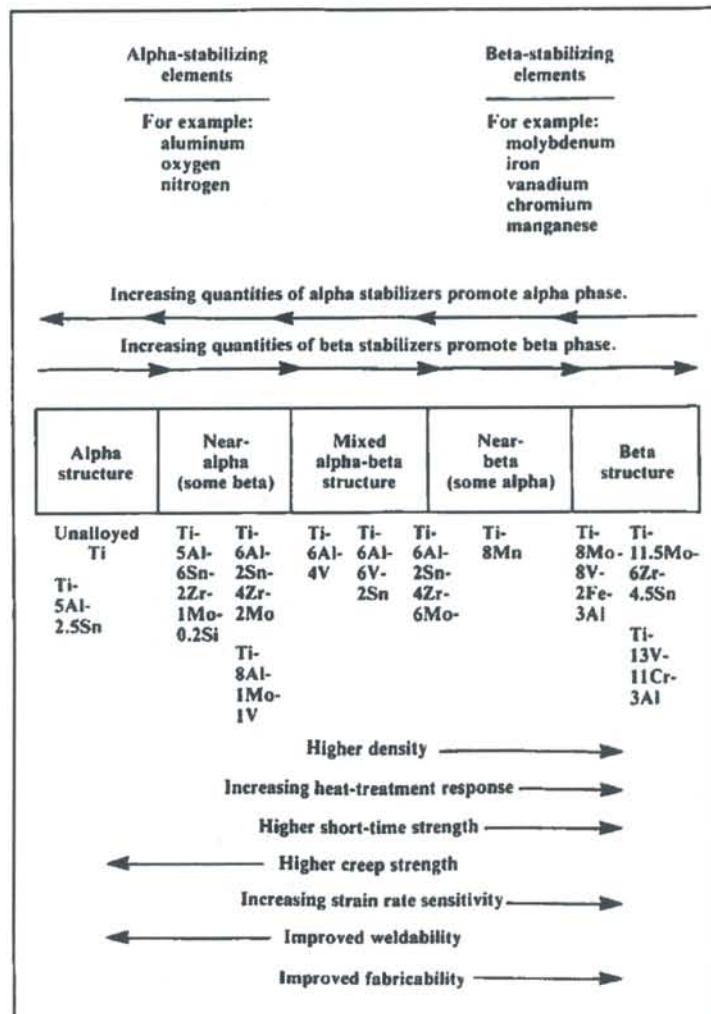 Alpha-stabilizing
elements
For example:
aluminum
oxygen
nitrogen
Beta-stabilizing
elements
For example:
molybdenum
iron
vanadium
chromium
manganese
Increasing quantities of alpha stabilizers promote alpha phase.
Increasing quantities of beta stabilizers promote beta phase.
Alpha
structure
Near-
alpha
(some beta)
Mixed
alpha-beta
structure
Near-
beta
(some alpha)
Beta
structure
Unalloyed
Ti
Ti-
5Al-
2.5Sn
Ti-
5Al-
6Sn-
2Zr-
1Mo-
0.2Si
Ti-
6Al-
2Sn-
4Zr-
2Mo
Ti-
8Al-
1Mo-
1V
Ti-
6Al-
4V
Ti-
6Al-
6V-
2Sn
Ti-
6Al-
2Sn-
4Zr-
6Mo-
Ti-
8Mn
Ti-
8Mo-
8V-
2Fe-
3Al
Ti-
11.5Mo-
6Zr-
4.5Sn
Ti-
13V-
11Cr-
3Al
Higher density
Increasing heat-treatment response
Higher short-time strength
Higher creep strength
Increasing strain rate sensitivity
Improved weldability
Improved fabricability